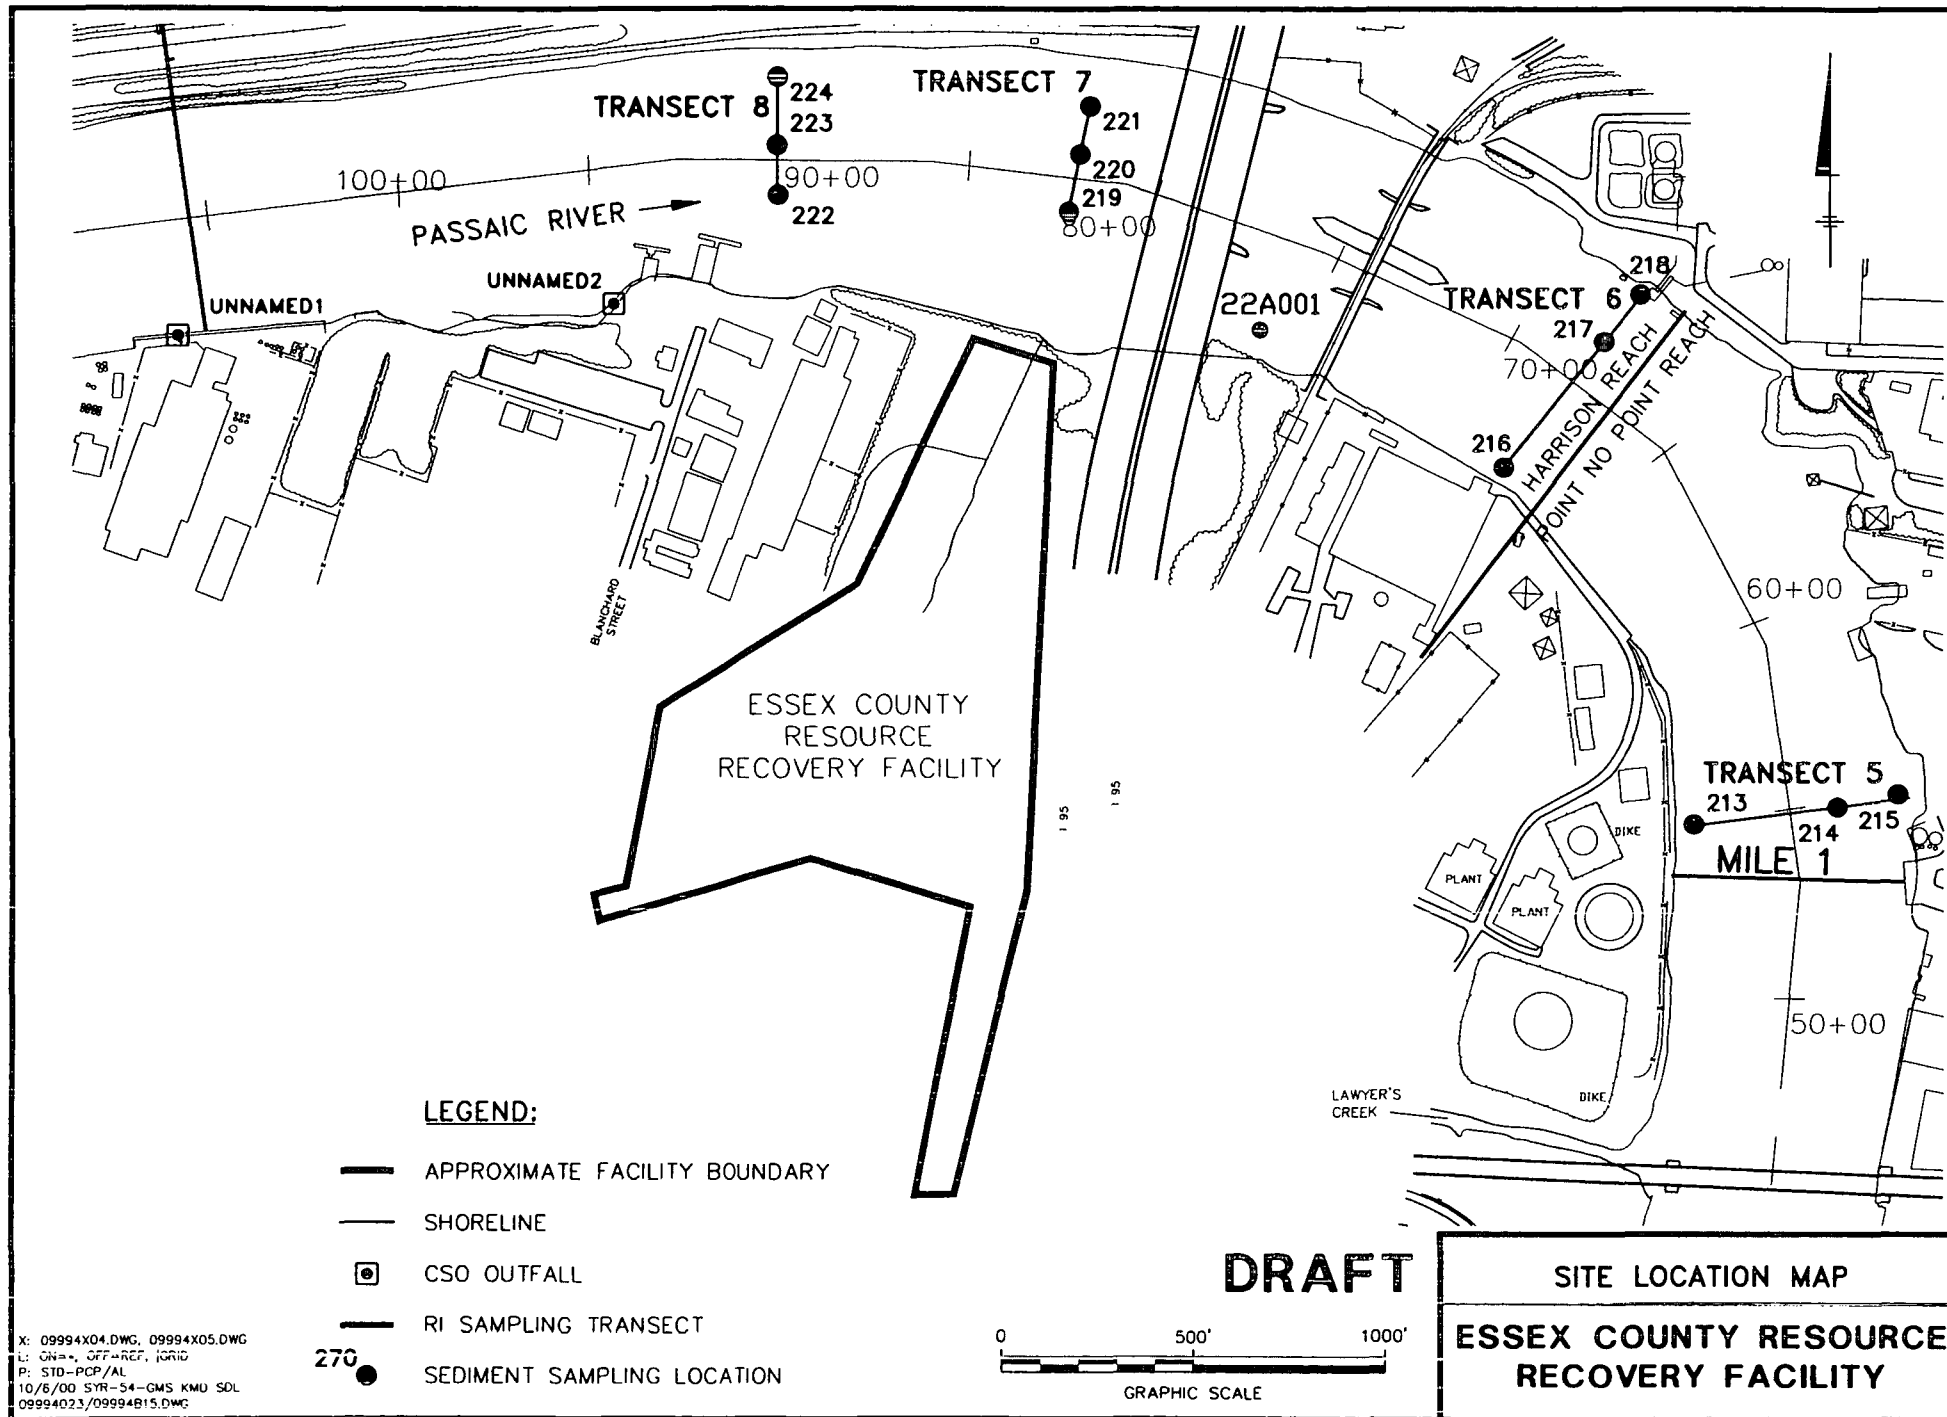 TRANSECT 8
224
223
222
TRANSECT 7
221
220
219
100+00
90+00
80+00
PASSAIC RIVER
UNNAMED1
UNNAMED2
22A001
218
TRANSECT 6
217
70+00
216
HARRISON REACH
POINT NO POINT REACH
60+00
BLANCHARD
STREET
ESSEX COUNTY
RESOURCE
RECOVERY FACILITY
I 95
I 95
TRANSECT 5
213
214
215
MILE 1
DIKE
PLANT
PLANT
50+00
DIKE
LAWYER'S
CREEK
LEGEND:
APPROXIMATE FACILITY BOUNDARY
SHORELINE
CSO OUTFALL
RI SAMPLING TRANSECT
270
SEDIMENT SAMPLING LOCATION
DRAFT
0 500' 1000'
GRAPHIC SCALE
SITE LOCATION MAP
ESSEX COUNTY RESOURCE
RECOVERY FACILITY
X: 09994X04.DWG, 09994X05.DWG
L: ON=*, OFF=REF,
P: STD-PCP/AL
10/6/00 SYR-54-GMS KMD SDL
09994023/09994B15.DWG